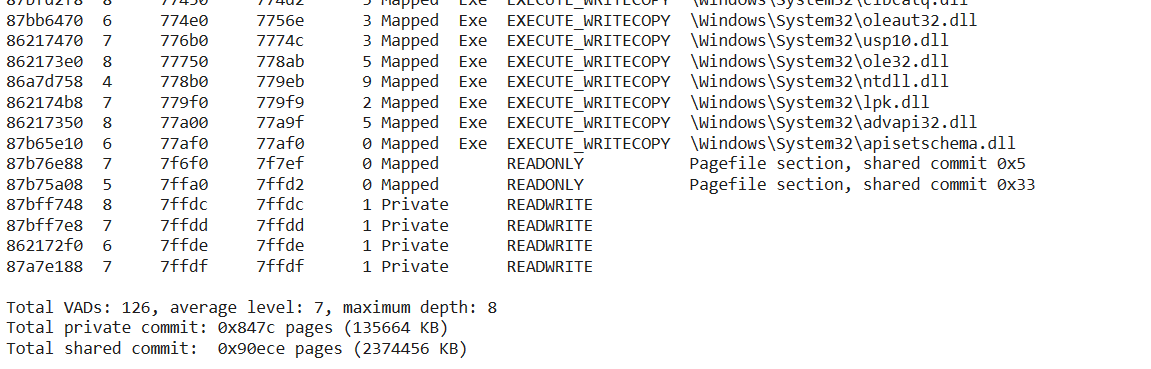 87bfd2f8 8 77450 774d2 5 Mapped Exe EXECUTE_WRITECOPY \Windows\System32\clbcatq.dll
87bb6470 6 774e0 7756e 3 Mapped Exe EXECUTE_WRITECOPY \Windows\System32\oleaut32.dll
86217470 7 776b0 7774c 3 Mapped Exe EXECUTE_WRITECOPY \Windows\System32\usp10.dll
862173e0 8 77750 778ab 5 Mapped Exe EXECUTE_WRITECOPY \Windows\System32\ole32.dll
86a7d758 4 778b0 779eb 9 Mapped Exe EXECUTE_WRITECOPY \Windows\System32\ntdll.dll
862174b8 7 779f0 779f9 2 Mapped Exe EXECUTE_WRITECOPY \Windows\System32\lpk.dll
86217350 8 77a00 77a9f 5 Mapped Exe EXECUTE_WRITECOPY \Windows\System32\advapi32.dll
87b65e10 6 77af0 77af0 0 Mapped Exe EXECUTE_WRITECOPY \Windows\System32\apisetschema.dll
87b76e88 7 7f6f0 7f7ef 0 Mapped READONLY Pagefile section, shared commit 0x5
87b75a08 5 7ffa0 7ffd2 0 Mapped READONLY Pagefile section, shared commit 0x33
87bff748 8 7ffdc 7ffdc 1 Private READWRITE
87bff7e8 7 7ffdd 7ffdd 1 Private READWRITE
862172f0 6 7ffde 7ffde 1 Private READWRITE
87a7e188 7 7ffdf 7ffdf 1 Private READWRITE
Total VADs: 126, average level: 7, maximum depth: 8
Total private commit: 0x847c pages (135664 KB)
Total shared commit: 0x90ece pages (2374456 KB)